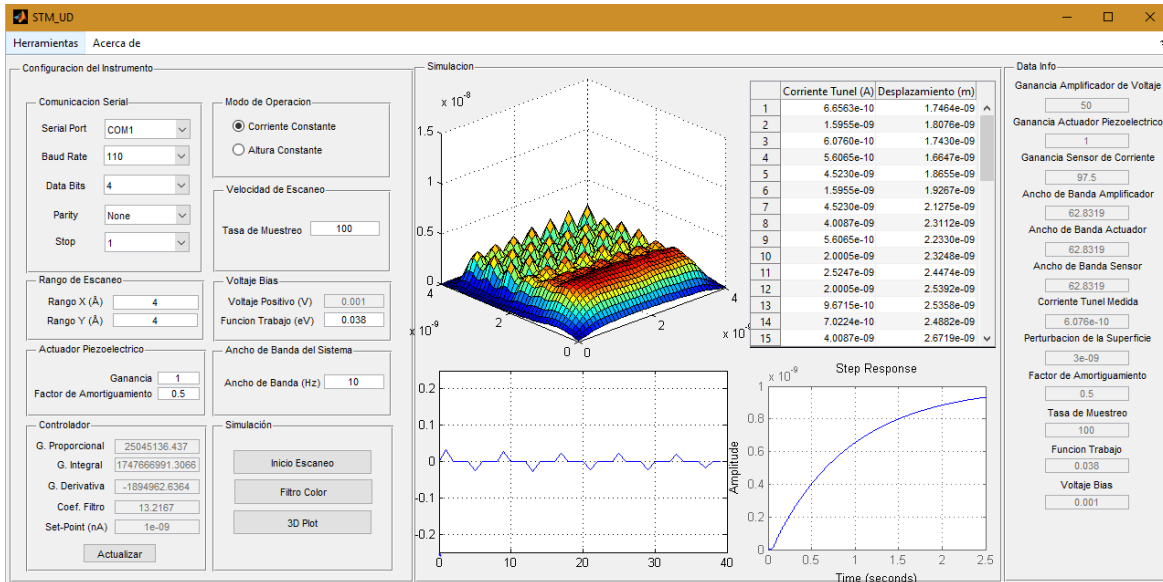 STM_UD
Herramientas Acerca de
Configuracion del Instrumento
Comunicacion Serial
Serial Port COM1
Baud Rate 110
Data Bits 4
Parity None
Stop 1
Modo de Operacion
Corriente Constante
Altura Constante
Velocidad de Escaneo
Tasa de Muestreo 100
Rango de Escaneo
Rango X (Å) 4
Rango Y (Å) 4
Voltaje Bias
Voltaje Positivo (V) 0.001
Funcion Trabajo (eV) 0.038
Actuador Piezoelectrico
Ganancia 1
Factor de Amortiguamiento 0.5
Ancho de Banda del Sistema
Ancho de Banda (Hz) 10
Controlador
G. Proporcional 25045136.437
G. Integral 1747666991.3066
G. Derivativa -1894962.6364
Coef. Filtro 13.2167
Set-Point (nA) 1e-09
Actualizar
Simulación
Inicio Escaneo
Filtro Color
3D Plot
Simulacion
x 10⁻⁸
1.5
1
0.5
0
4
2
0
x 10⁻⁹
0
2
4
Corriente Tunel (A) Desplazamiento (m)
1 6.6563e-10 1.7464e-09
2 1.5955e-09 1.8076e-09
3 6.0760e-10 1.7430e-09
4 5.6065e-10 1.6647e-09
5 4.5230e-09 1.8655e-09
6 1.5955e-09 1.9267e-09
7 4.5230e-09 2.1275e-09
8 4.0087e-09 2.3112e-09
9 5.6065e-10 2.2330e-09
10 2.0005e-09 2.3248e-09
11 2.5247e-09 2.4474e-09
12 2.0005e-09 2.5392e-09
13 9.6715e-10 2.5358e-09
14 7.0224e-10 2.4882e-09
15 4.0087e-09 2.6719e-09
0.2
0.1
0
-0.1
-0.2
0 10 20 30 40
Step Response
x 10⁻⁹
1
0.8
0.6
0.4
0.2
0
Amplitude
0 0.5 1 1.5 2 2.5
Time (seconds)
Data Info
Ganancia Amplificador de Voltaje
50
Ganancia Actuador Piezoelectrico
1
Ganancia Sensor de Corriente
97.5
Ancho de Banda Amplificador
62.8319
Ancho de Banda Actuador
62.8319
Ancho de Banda Sensor
62.8319
Corriente Tunel Medida
6.076e-10
Perturbacion de la Superficie
3e-09
Factor de Amortiguamiento
0.5
Tasa de Muestreo
100
Funcion Trabajo
0.038
Voltaje Bias
0.001